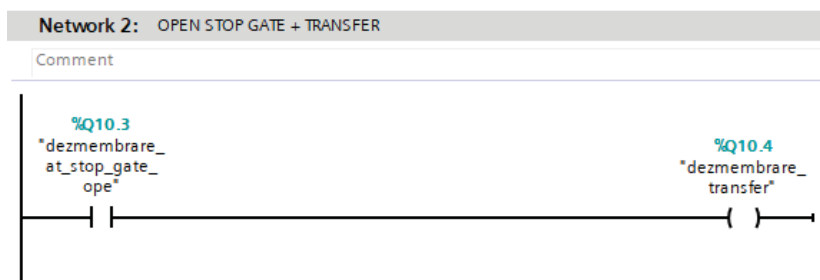 Network 2: OPEN STOP GATE + TRANSFER
Comment
%Q10.3
"dezmembrare_
at_stop_gate_
ope"
%Q10.4
"dezmembrare_
transfer"